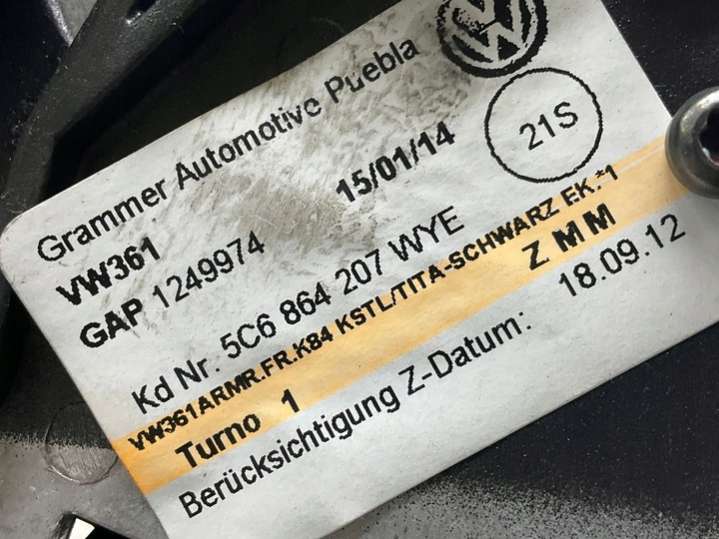 Grammer Automotive Puebla
VW361
15/01/14
21S
GAP 1249974
Kd Nr. 5C6 864 207 WYE
VW361ARMR.FR.K84 KSTL/TITA-SCHWARZ EK.*1
Turno 1
Z M M
Berücksichtigung Z-Datum: 18.09.12